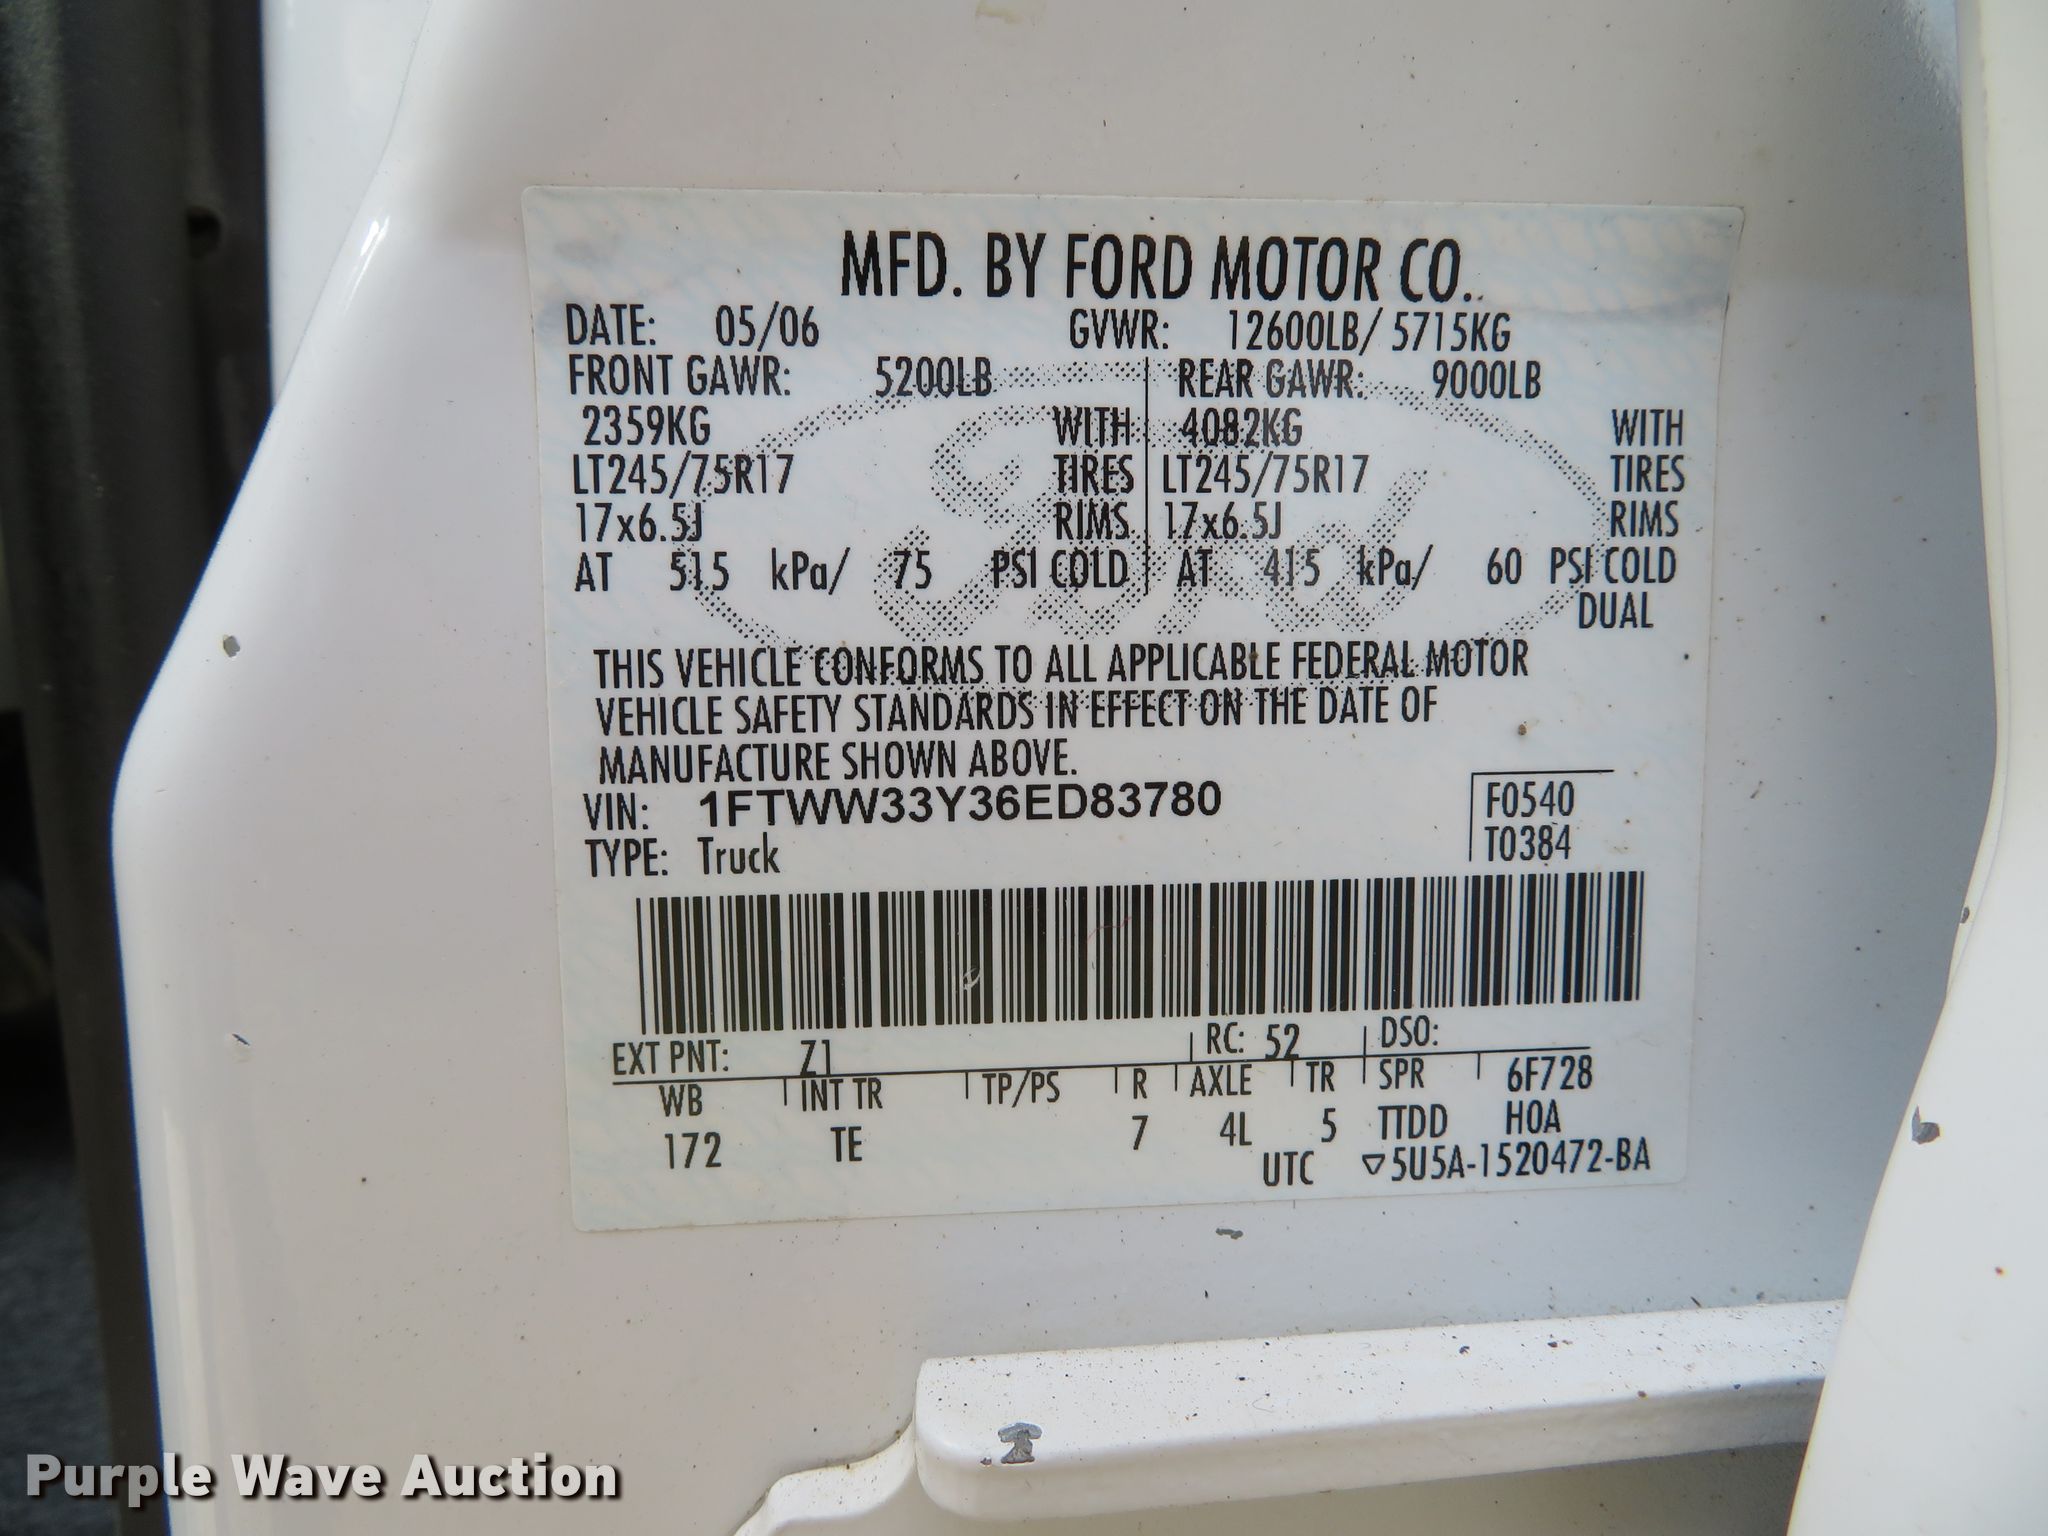 MFD. BY FORD MOTOR CO..
DATE: 05/06 GVWR: 12600LB/ 5715KG
FRONT GAWR: 5200LB REAR GAWR: 9000LB
2359KG WITH 4082KG WITH
LT245/75R17 TIRES LT245/75R17 TIRES
17x6.5J RIMS 17x6.5J RIMS
AT 515 kPa/ 75 PSI COLD AT 415 kPa/ 60 PSI COLD
DUAL
Ford
THIS VEHICLE CONFORMS TO ALL APPLICABLE FEDERAL MOTOR
VEHICLE SAFETY STANDARDS IN EFFECT ON THE DATE OF
MANUFACTURE SHOWN ABOVE.
VIN: 1FTWW33Y36ED83780 F0540
TYPE: Truck T0384
EXT PNT: Z1 RC: 52 DSO:
WB INT TR TP/PS R AXLE TR SPR 6F728
172 TE 7 4L 5 TTDD HOA
UTC ▽5U5A-1520472-BA
Purple Wave Auction